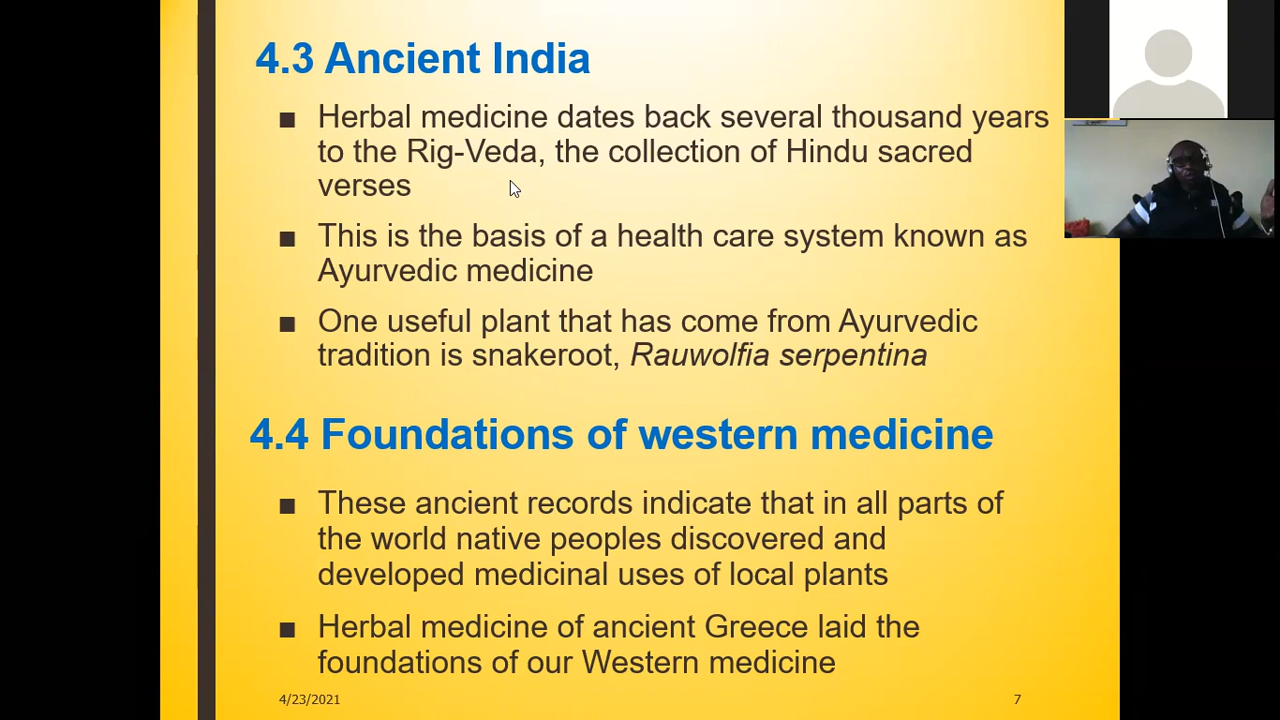 4.3 Ancient India
■ Herbal medicine dates back several thousand years
to the Rig-Veda, the collection of Hindu sacred
verses
■ This is the basis of a health care system known as
Ayurvedic medicine
■ One useful plant that has come from Ayurvedic
tradition is snakeroot, Rauwolfia serpentina
4.4 Foundations of western medicine
■ These ancient records indicate that in all parts of
the world native peoples discovered and
developed medicinal uses of local plants
■ Herbal medicine of ancient Greece laid the
foundations of our Western medicine
4/23/2021 7